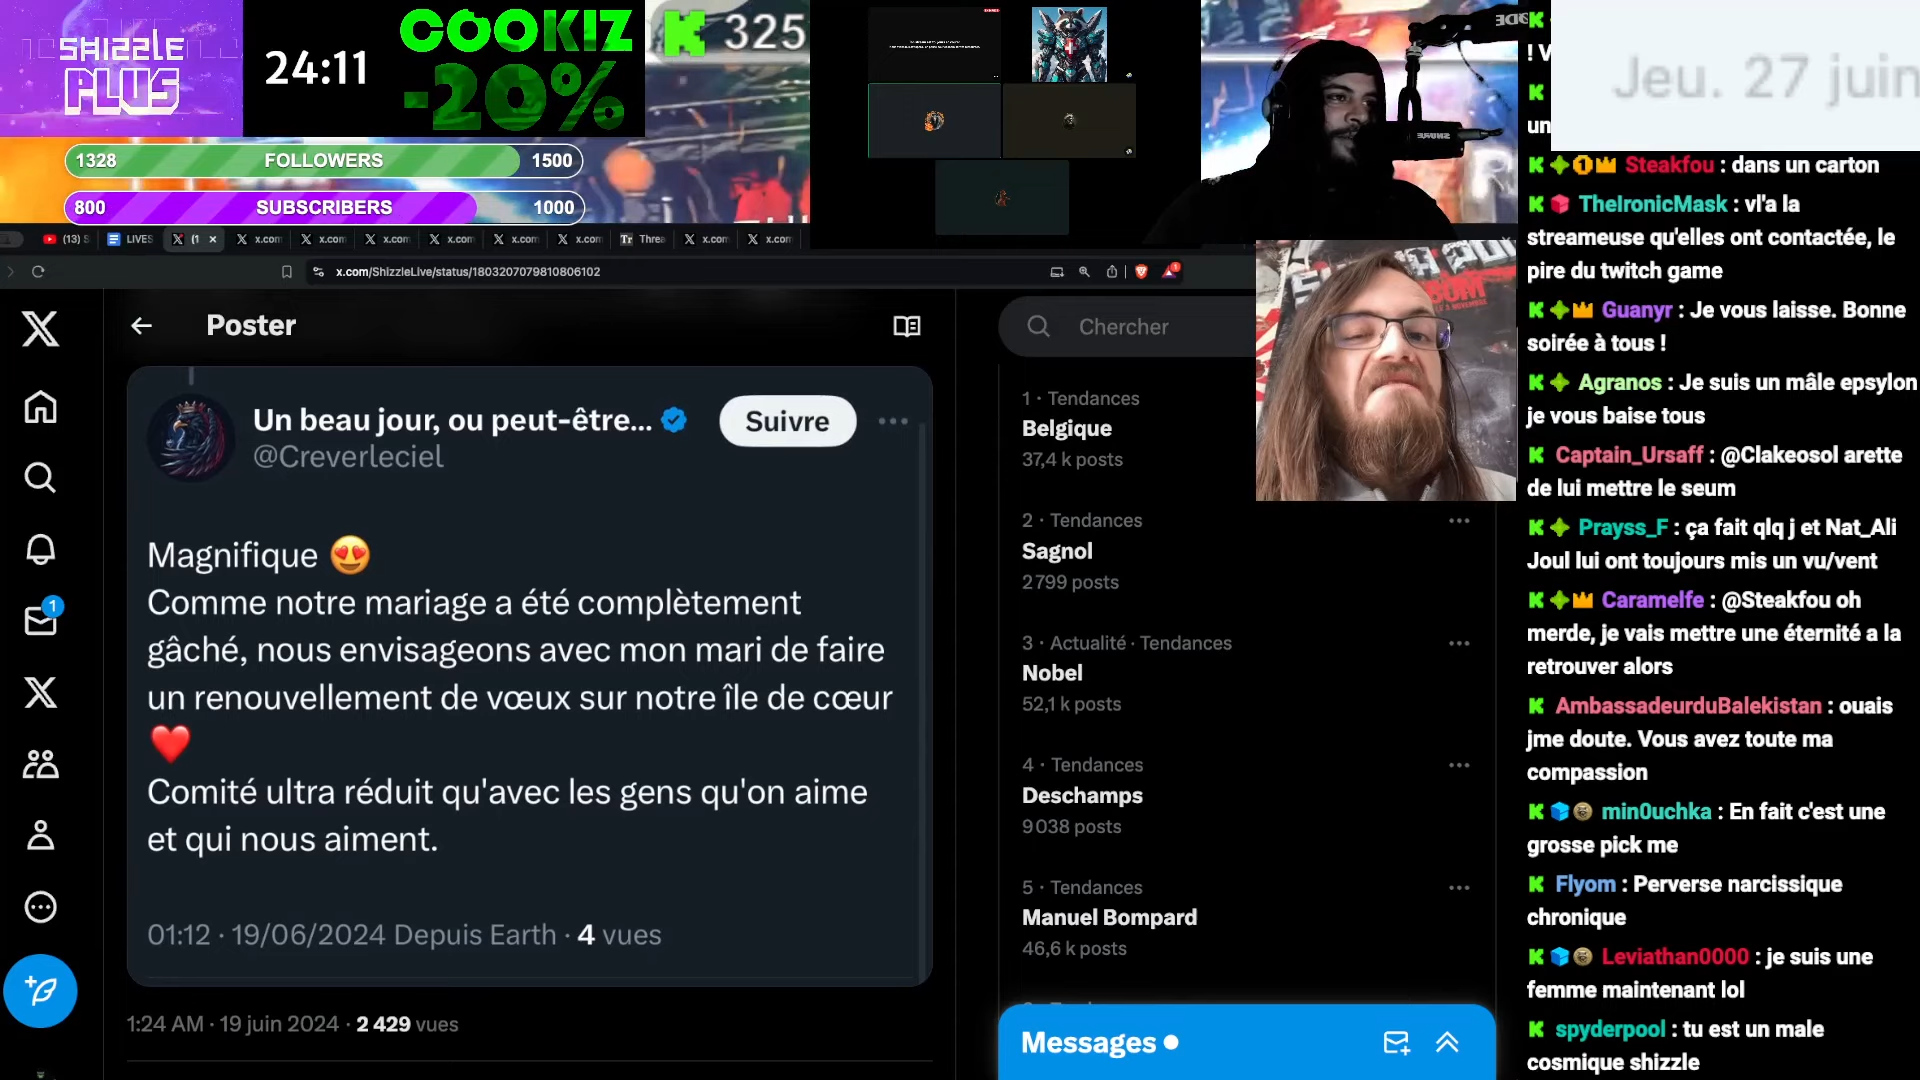 SHIZZLE
PLUS
24:11
COOKIZ
-20%
325
1328 FOLLOWERS 1500
800 SUBSCRIBERS 1000
Jeu. 27 juin
(13) S
LIVES
(1
x.com
x.com
x.com
x.com
x.com
x.com
Threa
x.com
x.com
x.com/ShizzleLive/status/1803207079810806102
Poster
Un beau jour, ou peut-être...
@Creverleciel
Suivre
Magnifique 😍
Comme notre mariage a été complètement
gâché, nous envisageons avec mon mari de faire
un renouvellement de vœux sur notre île de cœur
❤️
Comité ultra réduit qu'avec les gens qu'on aime
et qui nous aiment.
01:12 · 19/06/2024 Depuis Earth · 4 vues
1:24 AM · 19 juin 2024 · 2 429 vues
1
Chercher
1 · Tendances
Belgique
37,4 k posts
2 · Tendances
Sagnol
2 799 posts
3 · Actualité · Tendances
Nobel
52,1 k posts
4 · Tendances
Deschamps
9 038 posts
5 · Tendances
Manuel Bompard
46,6 k posts
Messages
! V
un
Steakfou : dans un carton
TheIronicMask : vl'a la
streameuse qu'elles ont contactée, le
pire du twitch game
Guanyr : Je vous laisse. Bonne
soirée à tous !
Agranos : Je suis un mâle epsylon
je vous baise tous
Captain_Ursaff : @Clakeosol arette
de lui mettre le seum
Prayss_F : ça fait qlq j et Nat_Ali
Joul lui ont toujours mis un vu/vent
Caramelfe : @Steakfou oh
merde, je vais mettre une éternité a la
retrouver alors
AmbassadeurduBalekistan : ouais
jme doute. Vous avez toute ma
compassion
min0uchka : En fait c'est une
grosse pick me
Flyom : Perverse narcissique
chronique
Leviathan0000 : je suis une
femme maintenant lol
spyderpool : tu est un male
cosmique shizzle